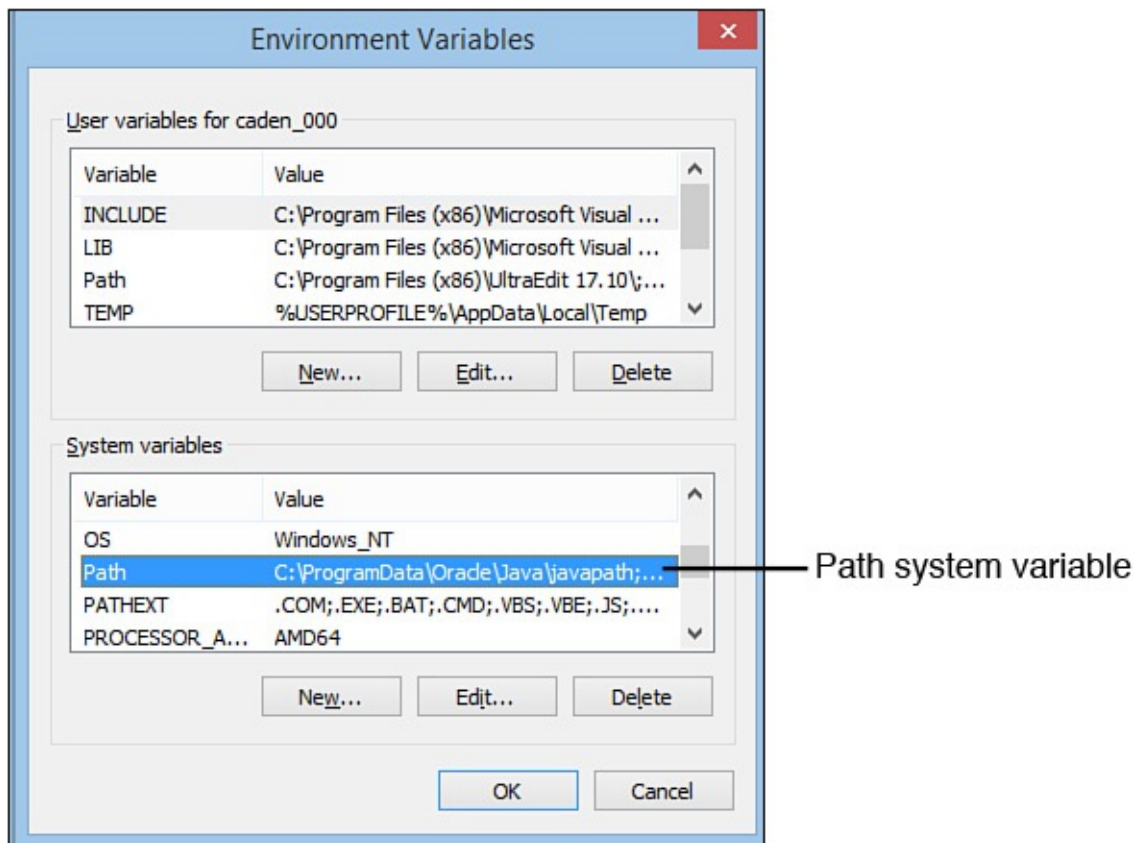 Environment Variables
User variables for caden_000
Variable Value
INCLUDE C:\Program Files (x86)\Microsoft Visual ...
LIB C:\Program Files (x86)\Microsoft Visual ...
Path C:\Program Files (x86)\UltraEdit 17.10\;...
TEMP %USERPROFILE%\AppData\Local\Temp
New... Edit... Delete
System variables
Variable Value
OS Windows_NT
Path C:\ProgramData\Oracle\Java\javapath;...
Path system variable
PATHEXT .COM;.EXE;.BAT;.CMD;.VBS;.VBE;.JS;....
PROCESSOR_A... AMD64
New... Edit... Delete
OK Cancel